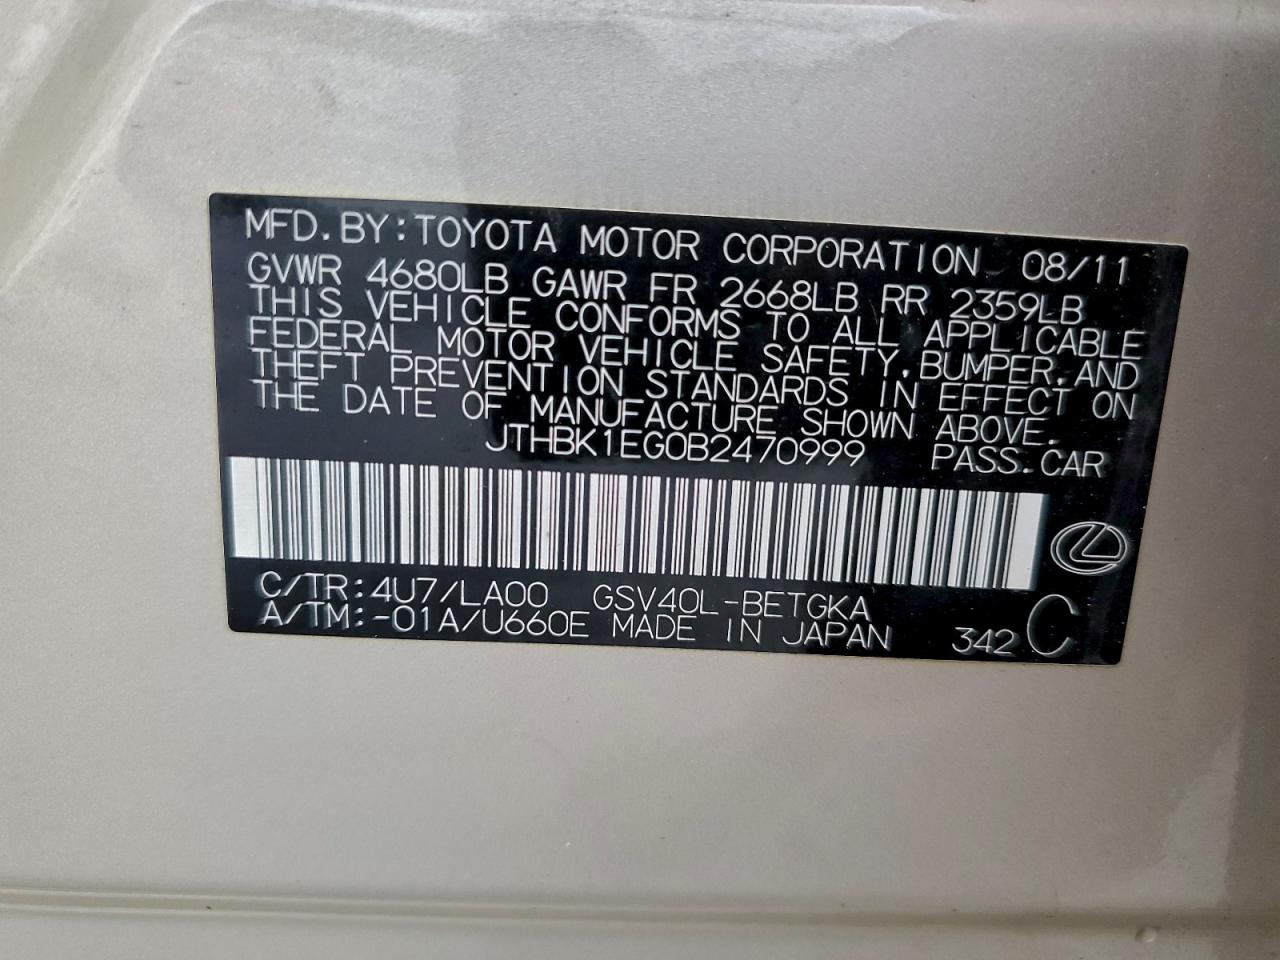 MFD. BY: TOYOTA MOTOR CORPORATION 08/11
GVWR 4680LB GAWR FR 2668LB RR 2359LB
THIS VEHICLE CONFORMS TO ALL APPLICABLE
FEDERAL MOTOR VEHICLE SAFETY, BUMPER, AND
THEFT PREVENTION STANDARDS IN EFFECT ON
THE DATE OF MANUFACTURE SHOWN ABOVE.
JTHBK1EG0B2470999 PASS.CAR
C/TR:4U7/LA00 GSV40L-BETGKA
A/TM:-01A/U660E MADE IN JAPAN 342 C